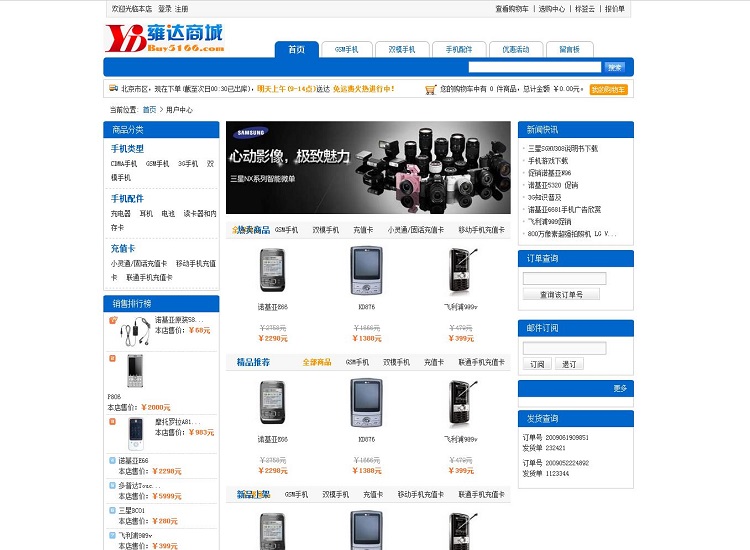 欢迎光临本店 登录 注册
查看购物车 | 选购中心 | 标签云 | 报价单
雍达商城
Buy5166.com
首页 GSM手机 双模手机 手机配件 优惠活动 留言板
搜索
北京市区,现在下单(截至次日00:30已出库),明天上午(9-14点)送达 免运费火热进行中!
您的购物车中有 0 件商品,总计金额 ￥0.00元。 我的购物车
当前位置: 首页 > 用户中心
商品分类
手机类型
CDMA手机 GSM手机 3G手机 双模手机
手机配件
充电器 耳机 电池 读卡器和内存卡
充值卡
小灵通/固话充值卡 移动手机充值卡 联通手机充值卡
销售排行榜
诺基亚原装58...
本店售价:￥68元
P806
本店售价:￥2000元
摩托罗拉A81...
本店售价:￥983元
诺基亚E66
本店售价:￥2298元
多普达Touc...
本店售价:￥5999元
三星BC01
本店售价:￥280元
飞利浦989v
本店售价:￥399元
SAMSUNG
心动影像，极致魅力
三星NX系列智能微单
热卖商品 GSM手机 双模手机 充值卡 小灵通/固话充值卡 移动手机充值卡
诺基亚E66 KD876 飞利浦989v
￥2758元 ￥1666元 ￥479元
￥2298元 ￥1388元 ￥399元
精品推荐 全部商品 GSM手机 双模手机 充值卡 联通手机充值卡
诺基亚E66 KD876 飞利浦989v
￥2758元 ￥1666元 ￥479元
￥2298元 ￥1388元 ￥399元
新品上架 GSM手机 双模手机 充值卡 移动手机充值卡 联通手机充值卡
新闻快讯
三星SGH308说明书下载
手机游戏下载
促销诺基亚N96
诺基亚5320 促销
3G知识普及
诺基亚6681手机广告欣赏
飞利浦989促销
800万像素超强拍照机 LG V...
订单查询
查询该订单号
邮件订阅
订阅 退订
更多
发货查询
订单号 2009061909851
发货单 232421
订单号 2009052224892
发货单 1123344